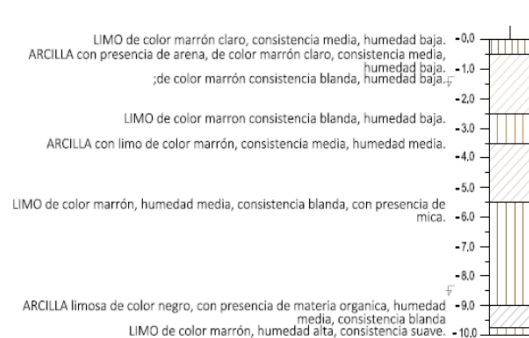 LIMO de color marrón claro, consistencia media, humedad baja.
-0,0
ARCILLA con presencia de arena, de color marrón claro, consistencia media,
humedad baja.
-1,0
;de color marrón consistencia blanda, humedad baja.
-2,0
LIMO de color marron consistencia blanda, humedad baja.
-3,0
ARCILLA con limo de color marrón, consistencia media, humedad media.
-4,0
-5,0
LIMO de color marrón, humedad media, consistencia blanda, con presencia de
mica.
-6,0
-7,0
-8,0
ARCILLA limosa de color negro, con presencia de materia organica, humedad
-9,0
media, consistencia blanda
LIMO de color marrón, humedad alta, consistencia suave.
-10,0